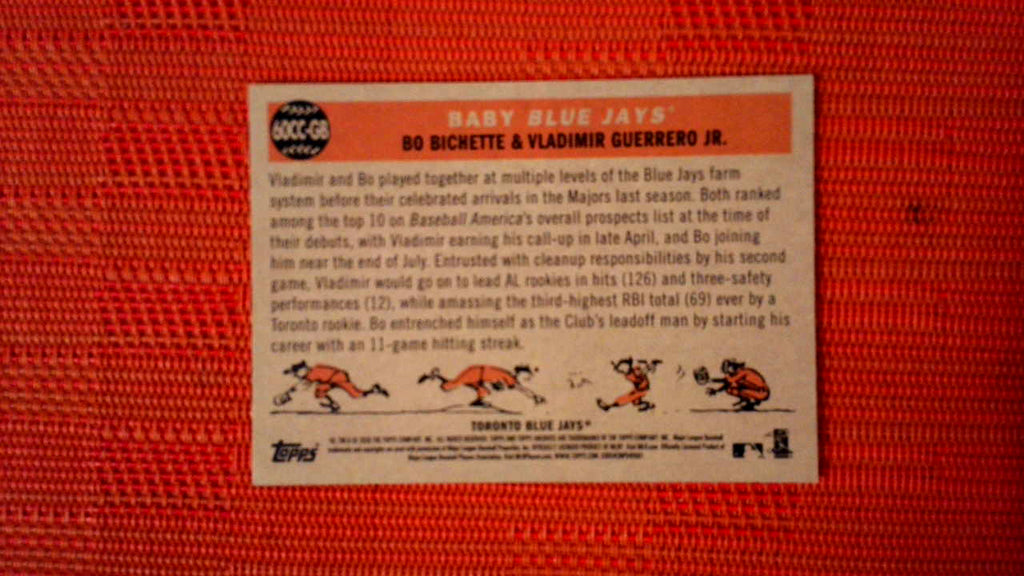 60CC-GB
BABY BLUE JAYS
BO BICHETTE & VLADIMIR GUERRERO JR.
Vladimir and Bo played together at multiple levels of the Blue Jays farm
system before their celebrated arrivals in the Majors last season. Both ranked
among the top 10 on Baseball America's overall prospects list at the time of
their debuts, with Vladimir earning his call-up in late April, and Bo joining
him near the end of July. Entrusted with cleanup responsibilities by his second
game, Vladimir would go on to lead AL rookies in hits (126) and three-safety
performances (12), while amassing the third-highest RBI total (69) ever by a
Toronto rookie. Bo entrenched himself as the Club's leadoff man by starting his
career with an 11-game hitting streak.
TORONTO BLUE JAYS®
Topps